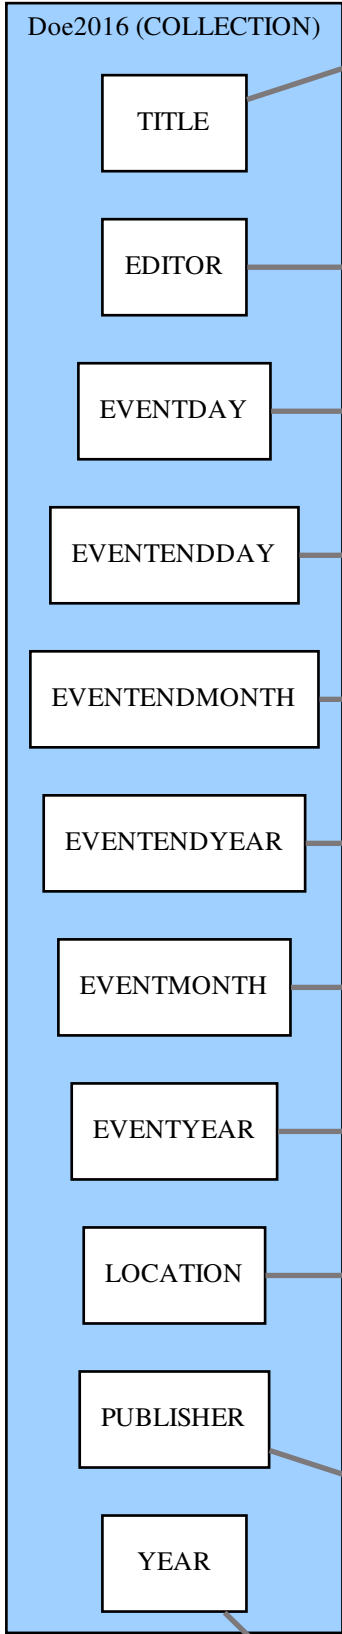 Doe2016 (COLLECTION)
TITLE
EDITOR
EVENTDAY
EVENTENDDAY
EVENTENDMONTH
EVENTENDYEAR
EVENTMONTH
EVENTYEAR
LOCATION
PUBLISHER
YEAR